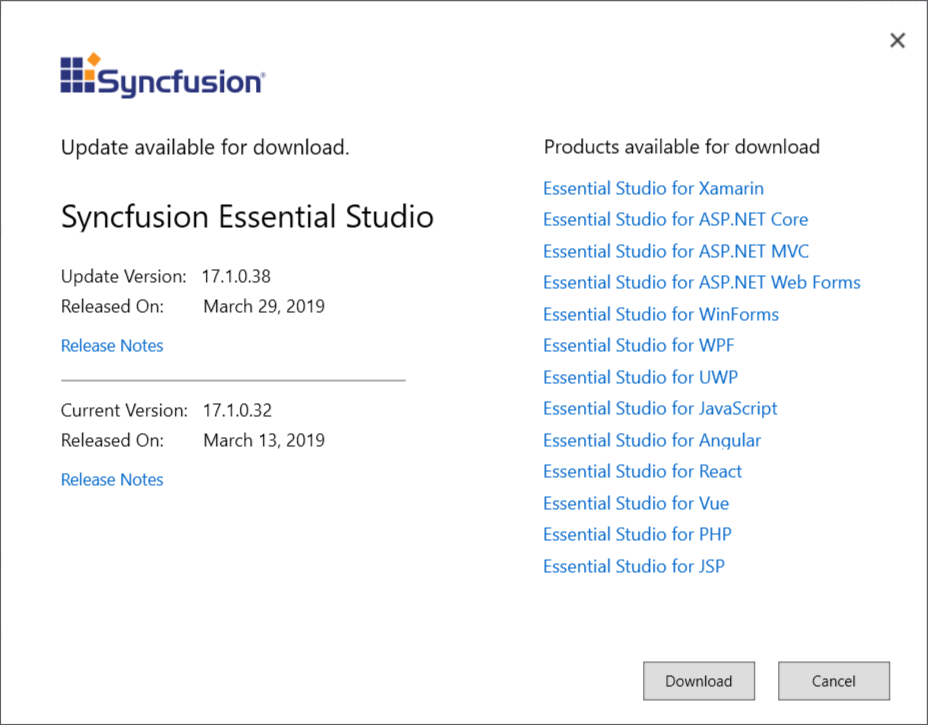 Syncfusion®
Update available for download.
Syncfusion Essential Studio
Update Version: 17.1.0.38
Released On: March 29, 2019
Release Notes
Current Version: 17.1.0.32
Released On: March 13, 2019
Release Notes
Products available for download
Essential Studio for Xamarin
Essential Studio for ASP.NET Core
Essential Studio for ASP.NET MVC
Essential Studio for ASP.NET Web Forms
Essential Studio for WinForms
Essential Studio for WPF
Essential Studio for UWP
Essential Studio for JavaScript
Essential Studio for Angular
Essential Studio for React
Essential Studio for Vue
Essential Studio for PHP
Essential Studio for JSP
Download
Cancel